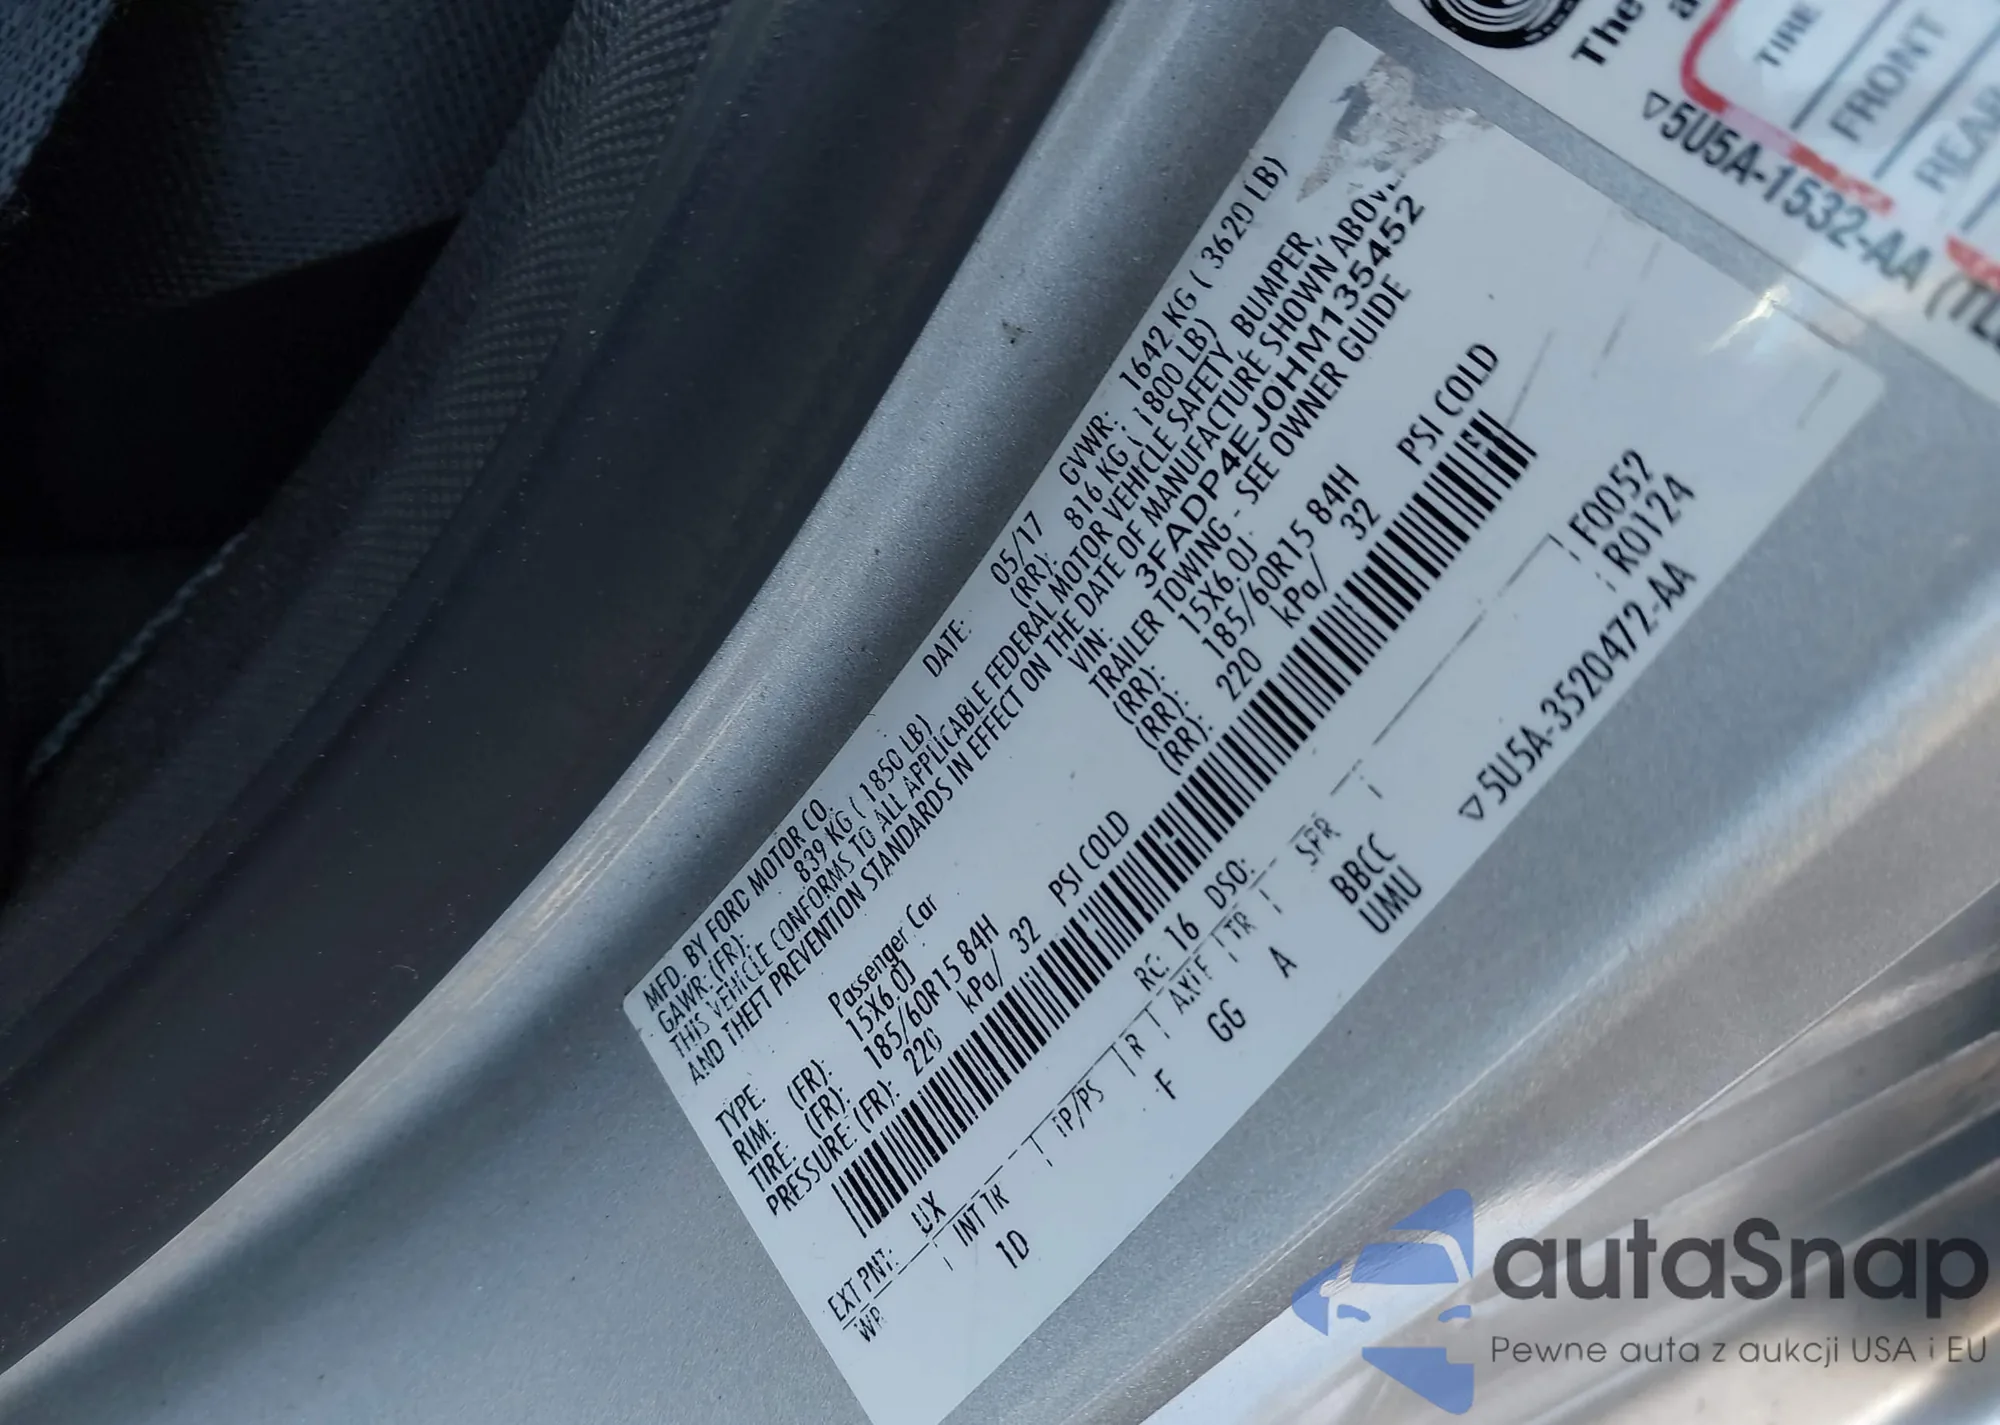 The
TIRE
FRONT
REAR
▽5U5A-1532-AA
MFD. BY FORD MOTOR CO. DATE: 05/17 GVWR: 1642 KG ( 3620 LB)
GAWR: (FR): 839 KG ( 1850 LB) (RR): 816 KG ( 1800 LB)
THIS VEHICLE CONFORMS TO ALL APPLICABLE FEDERAL MOTOR VEHICLE SAFETY, BUMPER,
AND THEFT PREVENTION STANDARDS IN EFFECT ON THE DATE OF MANUFACTURE SHOWN ABOVE.
VIN: 3FADP4EJ0HM135452
TYPE: Passenger Car TRAILER TOWING - SEE OWNER GUIDE
RIM: (FR): 15X6.0J (RR): 15X6.0J
TIRE: (FR): 185/60R15 84H (RR): 185/60R15 84H
PRESSURE: (FR): 220 kPa/ 32 PSI COLD (RR): 220 kPa/ 32 PSI COLD
EXT PNT: UX RC: 16 DSO: F0052
WB INT TR TP/PS R AXLE TR SPR R0124
1D F GG A BBCC
UMU
▽5U5A-3520472-AA
autaSnap
Pewne auta z aukcji USA i EU